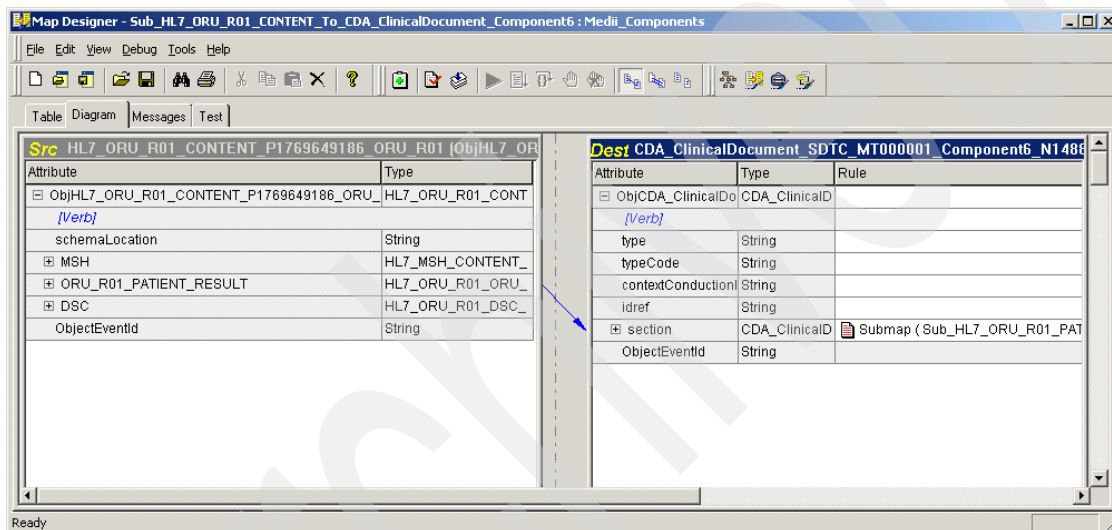 Map Designer - Sub_HL7_ORU_R01_CONTENT_To_CDA_ClinicalDocument_Component6 : Medii_Components
File Edit View Debug Tools Help
Table Diagram Messages Test
Src HL7_ORU_R01_CONTENT_P1769649186_ORU_R01 (ObjHL7_OR
Attribute Type
ObjHL7_ORU_R01_CONTENT_P1769649186_ORU_ HL7_ORU_R01_CONT
[Verb]
schemaLocation String
MSH HL7_MSH_CONTENT_
ORU_R01_PATIENT_RESULT HL7_ORU_R01_ORU_
DSC HL7_ORU_R01_DSC_
ObjectEventId String
Dest CDA_ClinicalDocument_SDTC_MT000001_Component6_N1488
Attribute Type Rule
ObjCDA_ClinicalDo CDA_ClinicalD
[Verb]
type String
typeCode String
contextConductionI String
idref String
section CDA_ClinicalD Submap ( Sub_HL7_ORU_R01_PAT
ObjectEventId String
Ready